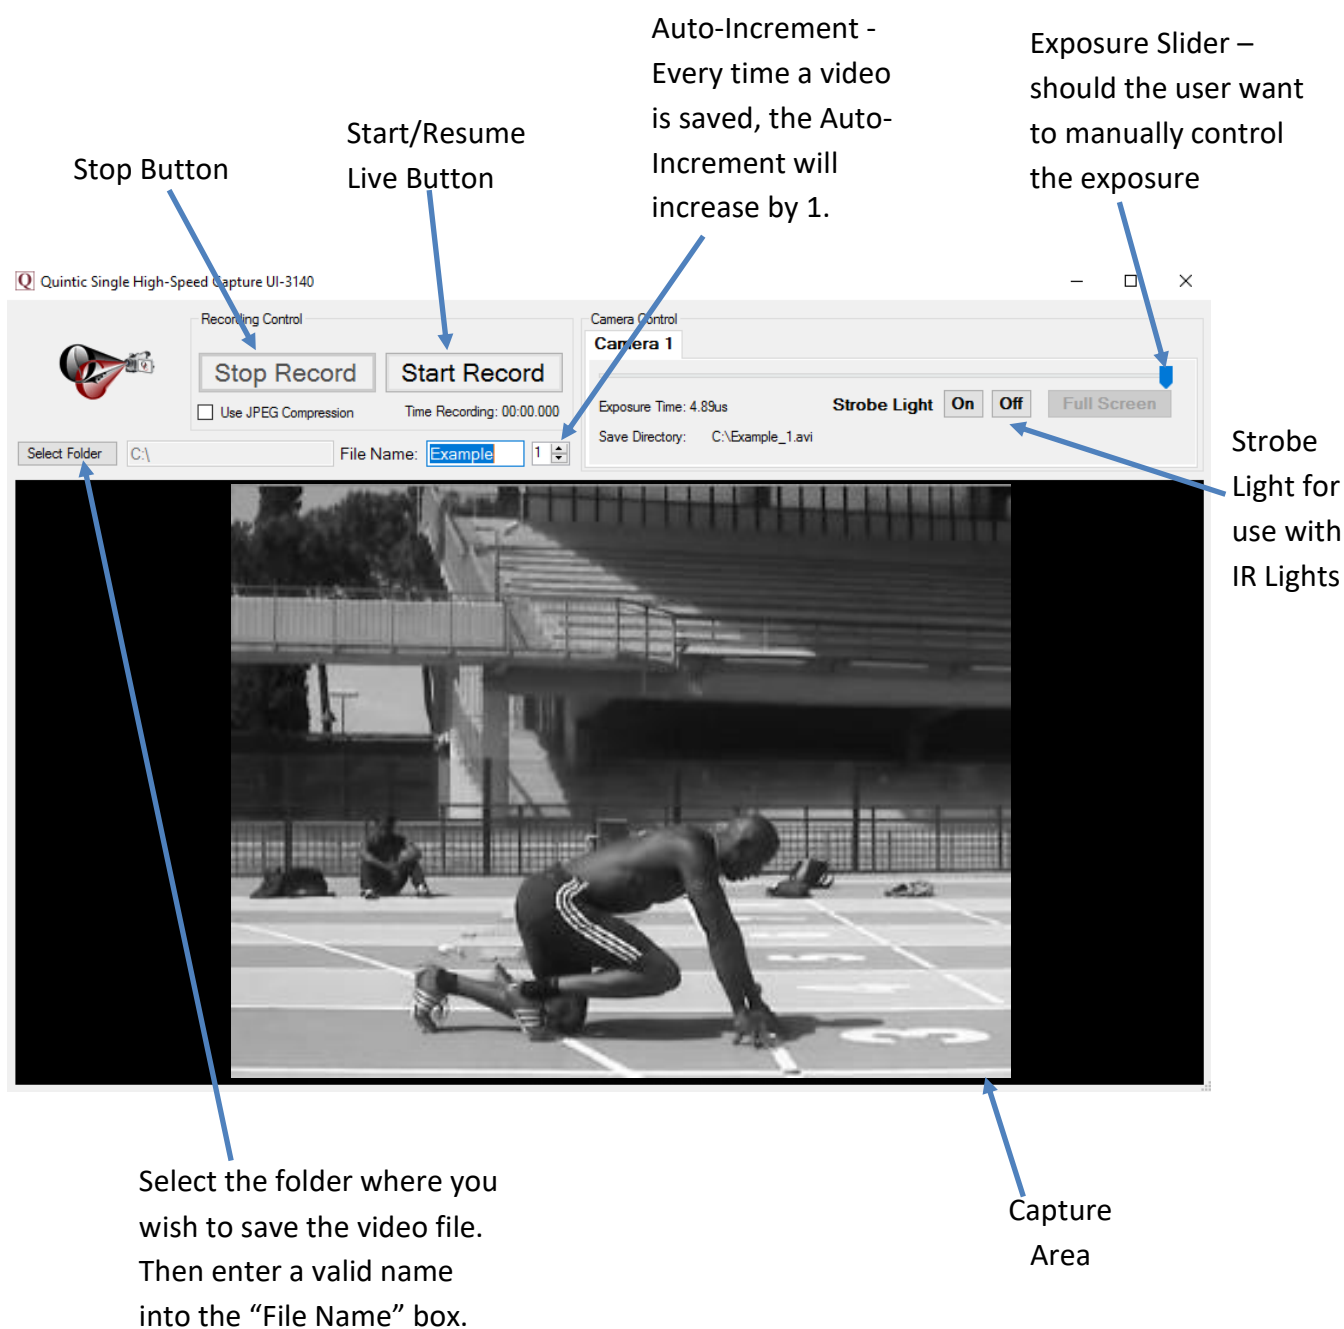 Auto-Increment -
Every time a video
is saved, the Auto-
Increment will
increase by 1.
Exposure Slider –
should the user want
to manually control
the exposure
Start/Resume
Live Button
Stop Button
Quintic Single High-Speed Capture UI-3140
Recording Control
Stop Record
Start Record
Use JPEG Compression
Time Recording: 00:00.000
Select Folder
C:\
File Name:
Example
1
Camera Control
Camera 1
Exposure Time: 4.89us
Strobe Light
On
Off
Full Screen
Save Directory:
C:\Example_1.avi
Strobe
Light for
use with
IR Lights
3
Select the folder where you
wish to save the video file.
Then enter a valid name
into the “File Name” box.
Capture
Area